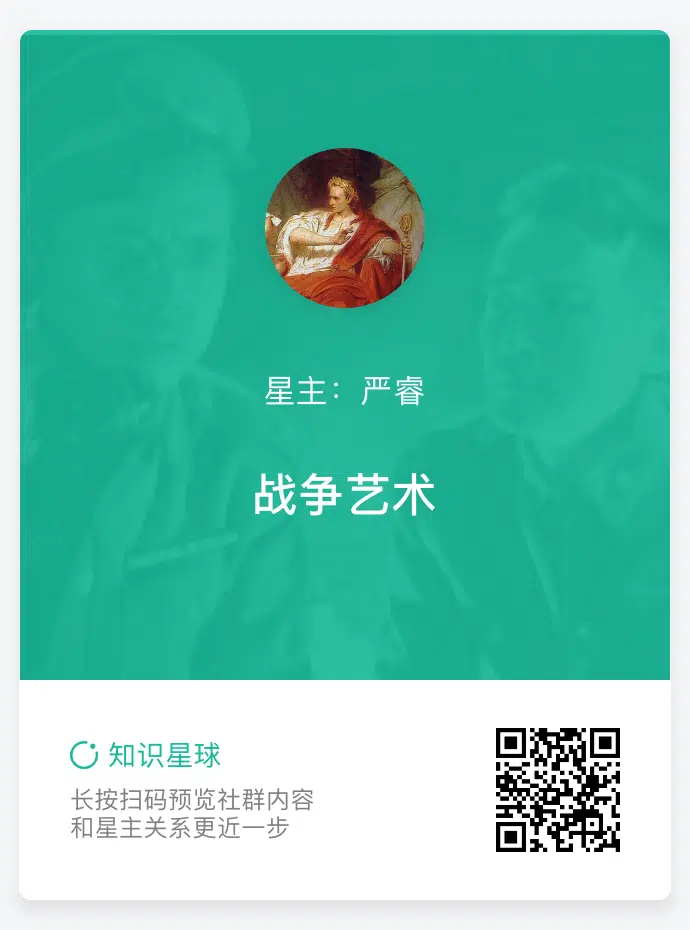 星主：严睿
战争艺术
知识星球
长按扫码预览社群内容
和星主关系更近一步